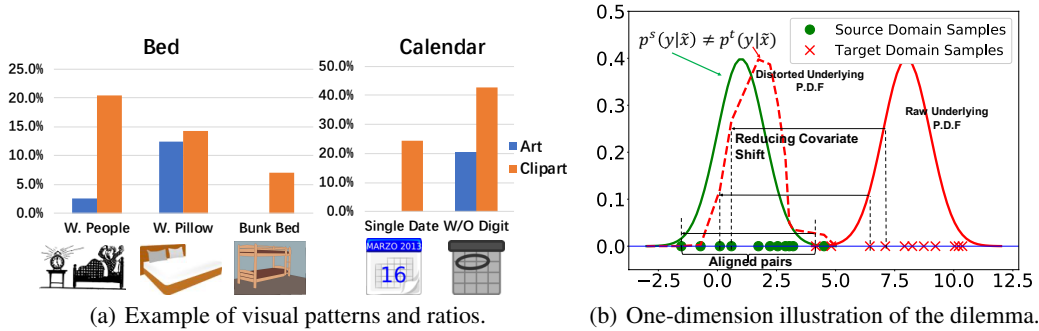 Bed
25.0%
20.0%
15.0%
10.0%
5.0%
0.0%
W. People
W. Pillow
Bunk Bed
Calendar
50.0%
40.0%
30.0%
20.0%
10.0%
0.0%
Single Date
W/O Digit
Art
Clipart
MARZO 2013
16
(a) Example of visual patterns and ratios.
p^s(y|x̃) ≠ p^t(y|x̃)
Source Domain Samples
Target Domain Samples
Distorted Underlying
P.D.F
Raw Underlying
P.D.F
Reducing Covariate
Shift
Aligned pairs
0.5
0.4
0.3
0.2
0.1
0.0
−2.5
0.0
2.5
5.0
7.5
10.0
12.5
(b) One-dimension illustration of the dilemma.